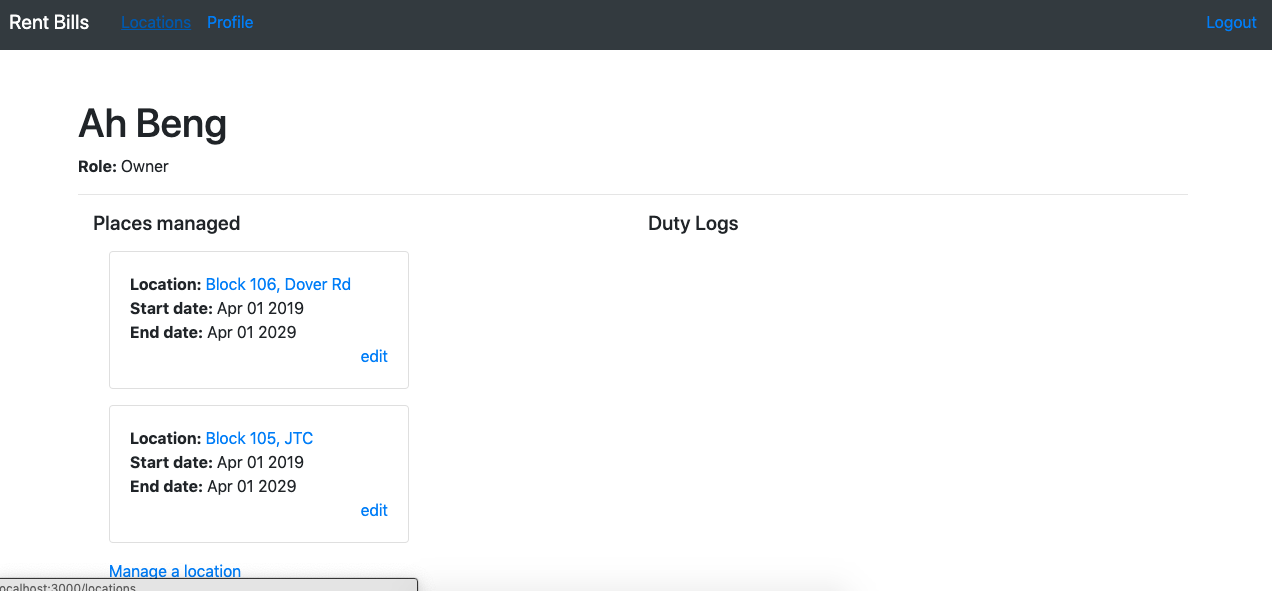 Rent Bills Locations Profile Logout
Ah Beng
Role: Owner
Places managed
Location: Block 106, Dover Rd
Start date: Apr 01 2019
End date: Apr 01 2029
edit
Location: Block 105, JTC
Start date: Apr 01 2019
End date: Apr 01 2029
edit
Manage a location
Duty Logs
ocalhost:3000/locations